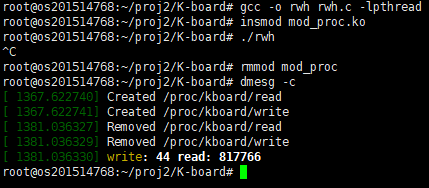 root@os201514768:~/proj2/K-board# gcc -o rwh rwh.c -lpthread
root@os201514768:~/proj2/K-board# insmod mod_proc.ko
root@os201514768:~/proj2/K-board# ./rwh
^C
root@os201514768:~/proj2/K-board# rmmod mod_proc
root@os201514768:~/proj2/K-board# dmesg -c
[ 1367.622740] Created /proc/kboard/read
[ 1367.622741] Created /proc/kboard/write
[ 1381.036327] Removed /proc/kboard/read
[ 1381.036329] Removed /proc/kboard/write
[ 1381.036330] write: 44 read: 817766
root@os201514768:~/proj2/K-board#